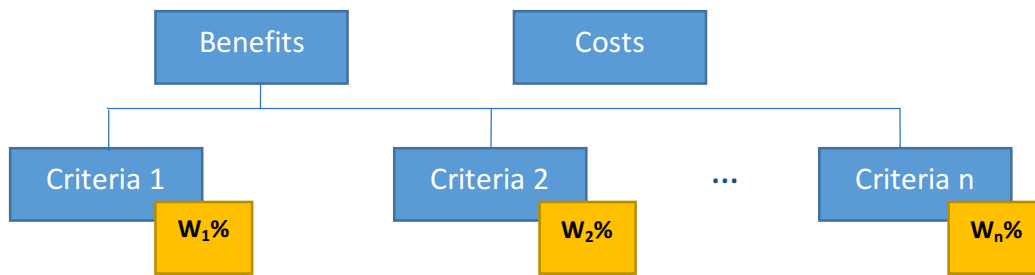 Benefits
Costs
Criteria 1
Criteria 2
...
Criteria n
W₁%
W₂%
Wₙ%